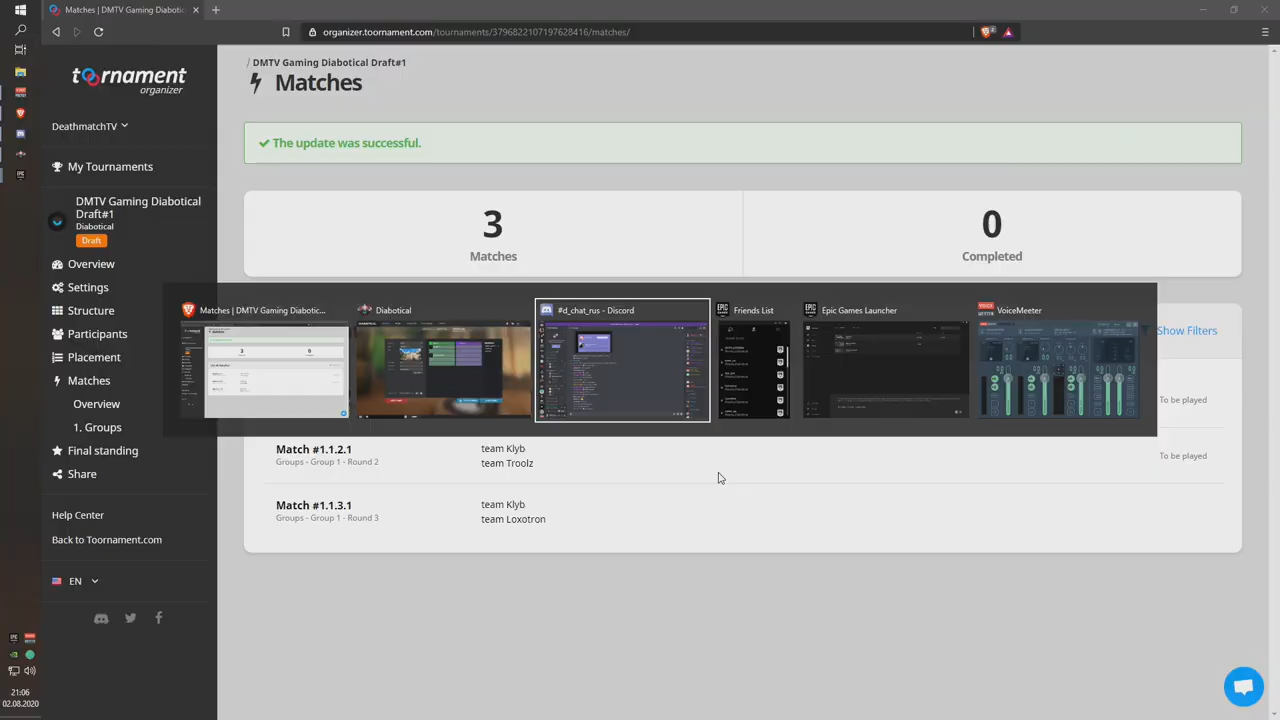 Matches | DMTV Gaming Diabotic
organizer.toornament.com/tournaments/3796822107197628416/matches/
toornament
organizer
DeathmatchTV
My Tournaments
DMTV Gaming Diabotical
Draft#1
Diabotical
Draft
Overview
Settings
Structure
Participants
Placement
Matches
Overview
1. Groups
Final standing
Share
Help Center
Back to Toornament.com
EN
21:06
02.08.2020
/ DMTV Gaming Diabotical Draft#1
Matches
The update was successful.
3
Matches
0
Completed
Matches | DMTV Gaming Diabotic...
Diabotical
#d_chat_rus - Discord
Friends List
Epic Games Launcher
VoiceMeeter
Show Filters
To be played
Match #1.1.2.1
Groups - Group 1 - Round 2
team Klyb
team Troolz
To be played
Match #1.1.3.1
Groups - Group 1 - Round 3
team Klyb
team Loxotron